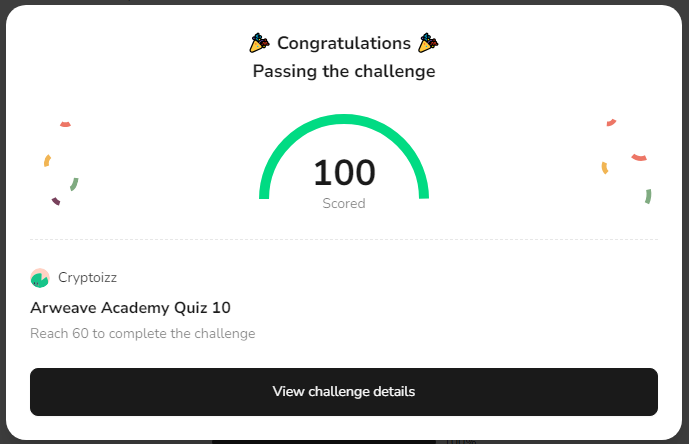 Congratulations
Passing the challenge
100
Scored
Cryptoizz
Arweave Academy Quiz 10
Reach 60 to complete the challenge
View challenge details